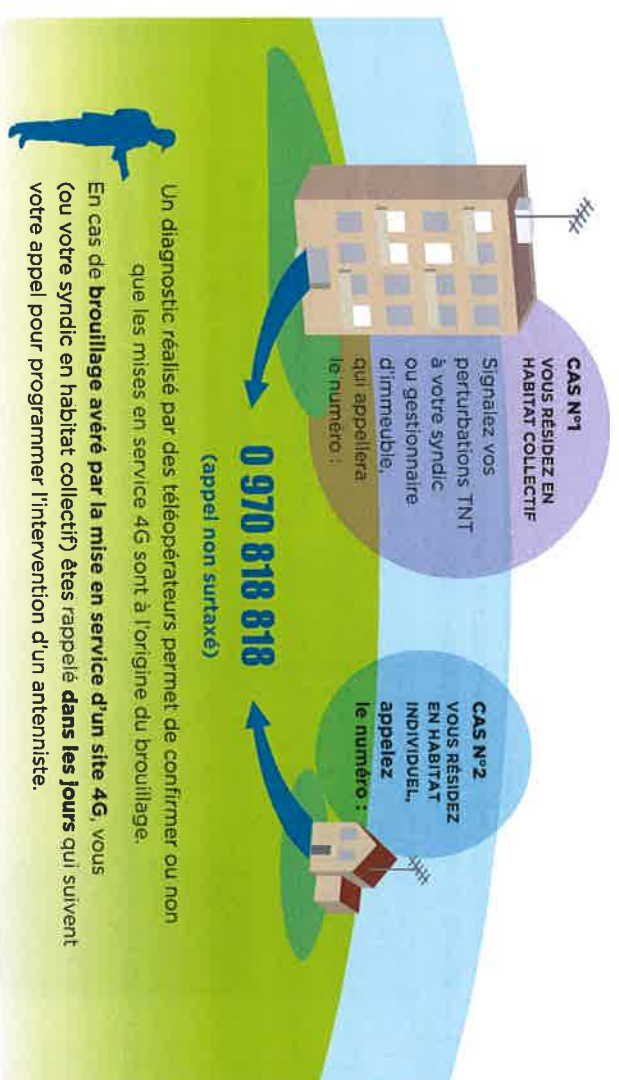 CAS N°1
VOUS RÉSIDEZ EN
HABITAT COLLECTIF
Signalez vos
perturbations TNT
à votre syndic
ou gestionnaire
d'immeuble,
qui appellera
le numéro :
CAS N°2
VOUS RÉSIDEZ
EN HABITAT
INDIVIDUEL,
appelez
le numéro :
0 970 818 818
(appel non surtaxé)
Un diagnostic réalisé par des téléopérateurs permet de confirmer ou non
que les mises en service 4G sont à l'origine du brouillage.
En cas de brouillage avéré par la mise en service d'un site 4G, vous
(ou votre syndic en habitat collectif) êtes rappelé dans les jours qui suivent
votre appel pour programmer l'intervention d'un antenniste.